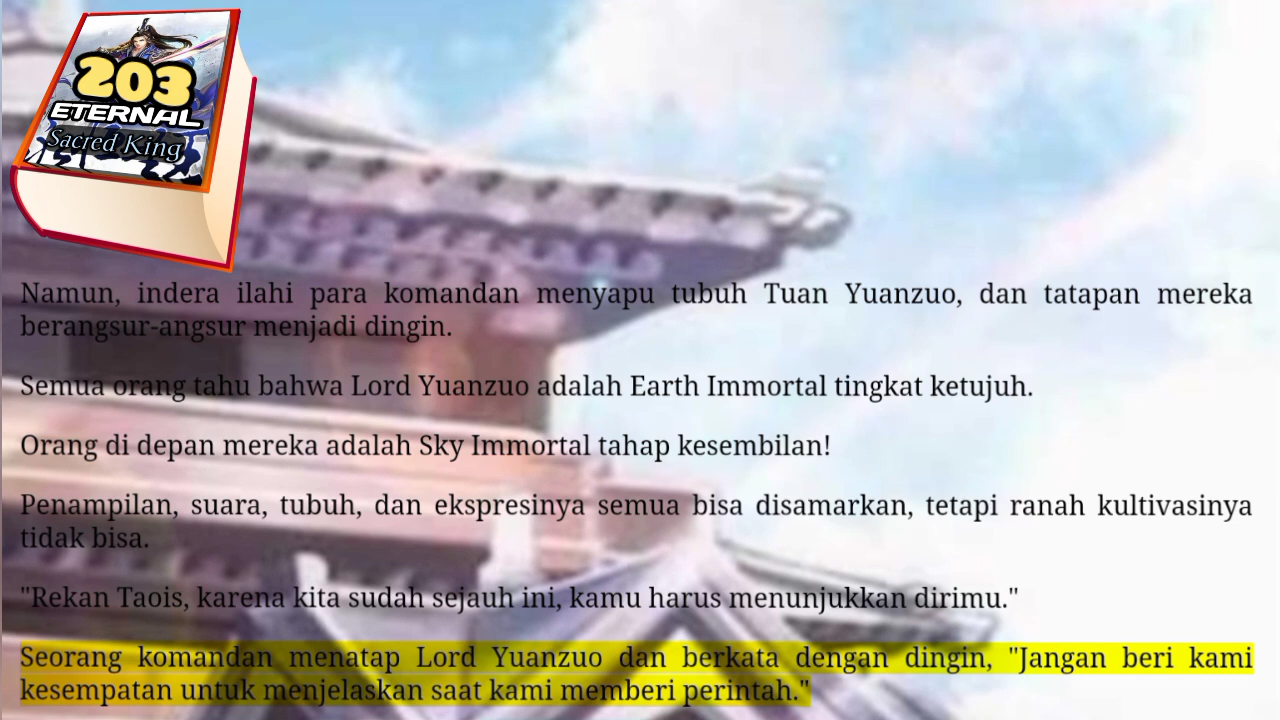 203
ETERNAL
Sacred King
Namun, indera ilahi para komandan menyapu tubuh Tuan Yuanzuo, dan tatapan mereka
berangsur-angsur menjadi dingin.
Semua orang tahu bahwa Lord Yuanzuo adalah Earth Immortal tingkat ketujuh.
Orang di depan mereka adalah Sky Immortal tahap kesembilan!
Penampilan, suara, tubuh, dan ekspresinya semua bisa disamarkan, tetapi ranah kultivasinya
tidak bisa.
"Rekan Taois, karena kita sudah sejauh ini, kamu harus menunjukkan dirimu."
Seorang komandan menatap Lord Yuanzuo dan berkata dengan dingin, "Jangan beri kami
kesempatan untuk menjelaskan saat kami memberi perintah."